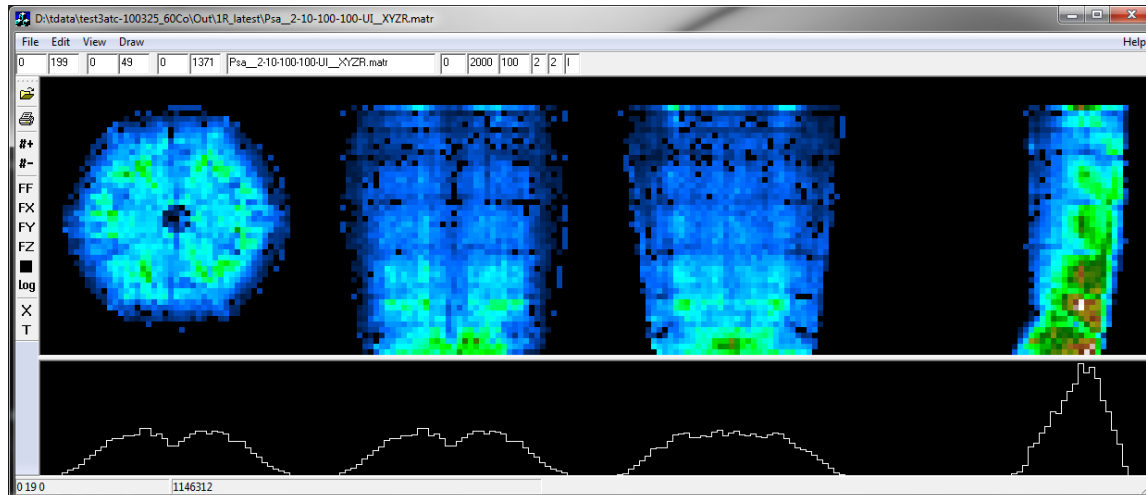 D:\tdata\test3atc-100325_60Co\Out\1R_latest\Psa__2-10-100-100-UI__XYZR.matr
File Edit View Draw Help
0 199 0 49 0 1371 Psa__2-10-100-100-UI__XYZR.matr 0 2000 100 2 2 I
#+
#-
FF
FX
FY
FZ
log
X
T
0 19 0 1146312